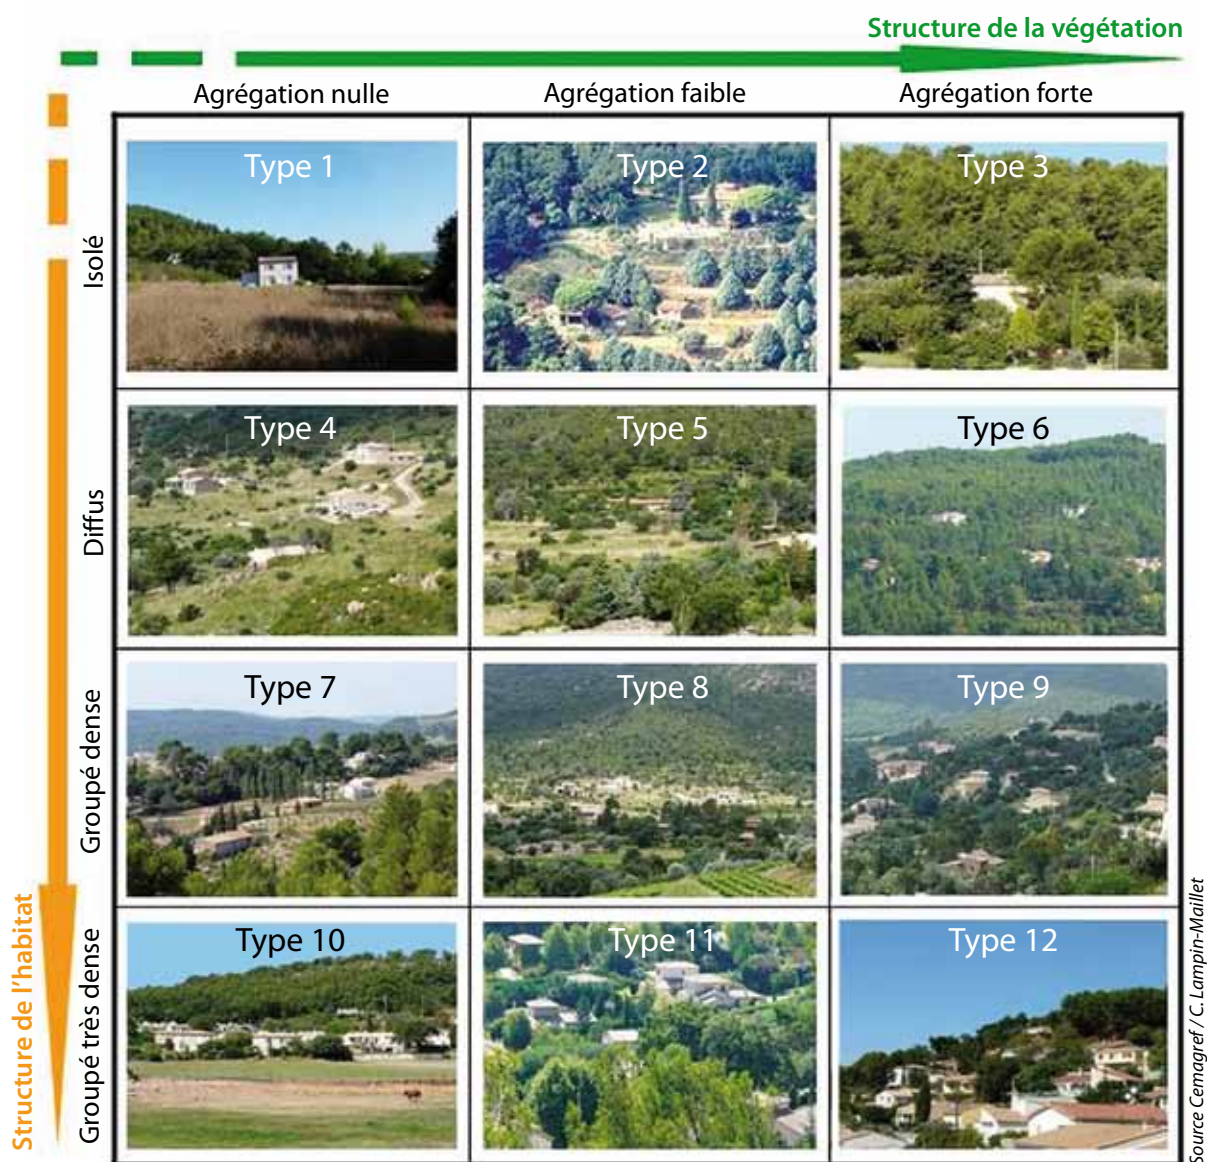 Structure de la végétation
Agrégation nulle
Agrégation faible
Agrégation forte
Structure de l'habitat
Isolé
Type 1
Type 2
Type 3
Diffus
Type 4
Type 5
Type 6
Groupé dense
Type 7
Type 8
Type 9
Groupé très dense
Type 10
Type 11
Type 12
Source Cemagref / C. Lampin-Maillet